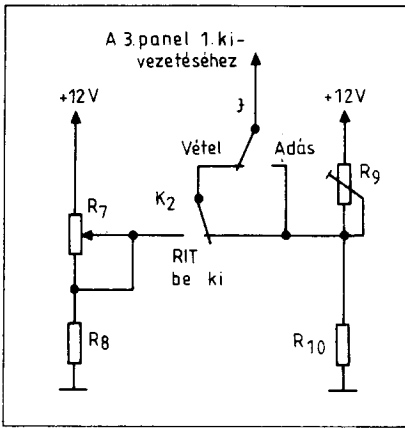 A 3.panel 1.ki-
vezetéséhez
+12V
+12V
J
Vétel
Adás
R9
K2
R7
RIT
be ki
R8
R10